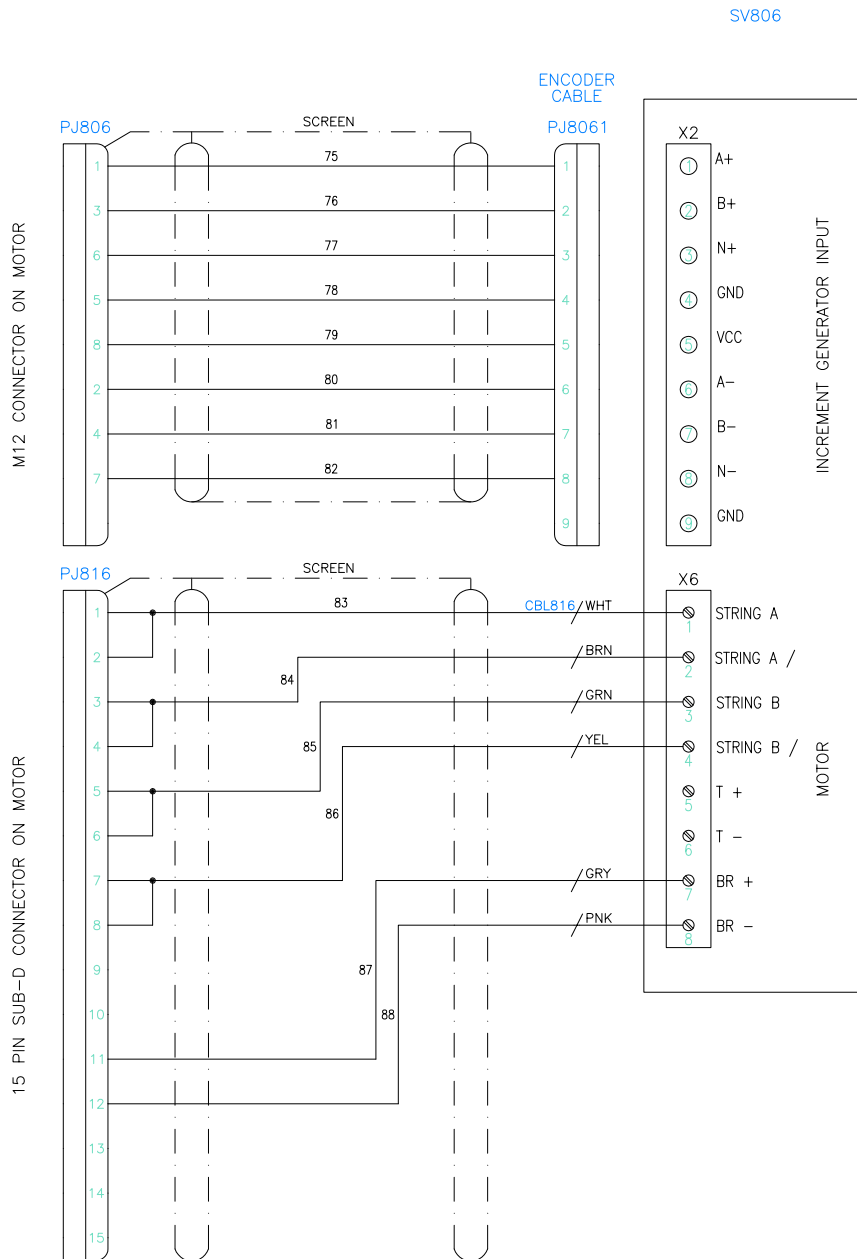 SV806
ENCODER
CABLE
PJ806
SCREEN
PJ8061
X2
M12 CONNECTOR ON MOTOR
1
75
1
1
A+
3
76
2
2
B+
6
77
3
3
N+
5
78
4
4
GND
8
79
5
5
VCC
2
80
6
6
A-
4
81
7
7
B-
7
82
8
8
N-
9
9
GND
INCREMENT GENERATOR INPUT
PJ816
SCREEN
X6
15 PIN SUB-D CONNECTOR ON MOTOR
1
83
CBL816
WHT
1
STRING A
2
84
BRN
2
STRING A /
3
GRN
3
STRING B
4
85
YEL
4
STRING B /
MOTOR
5
86
5
T +
6
6
T -
7
GRY
7
BR +
8
PNK
8
BR -
9
87
10
88
11
12
13
14
15